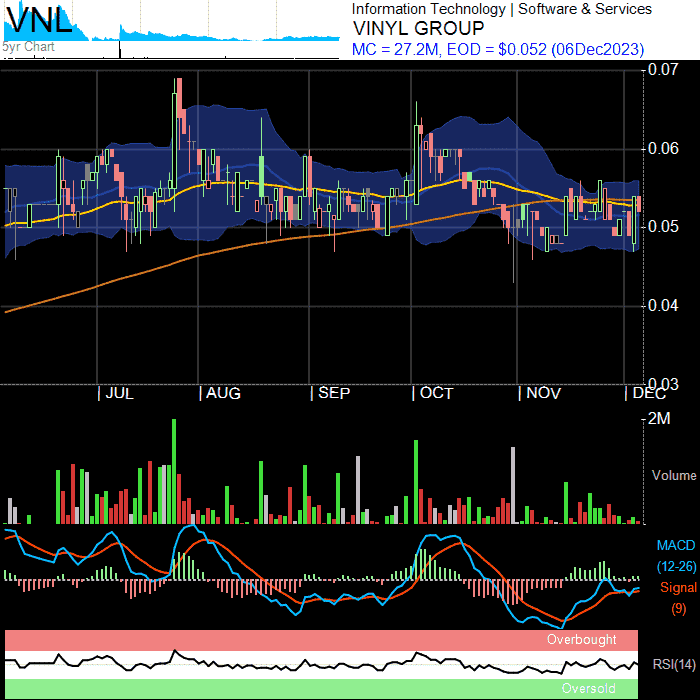 VNL
5yr Chart
Information Technology | Software & Services
VINYL GROUP
MC = 27.2M, EOD = $0.052 (06Dec2023)
0.07
0.06
0.05
0.04
0.03
| JUL | AUG | SEP | OCT | NOV | DEC
2M
Volume
MACD
(12-26)
Signal
(9)
Overbought
RSI(14)
Oversold